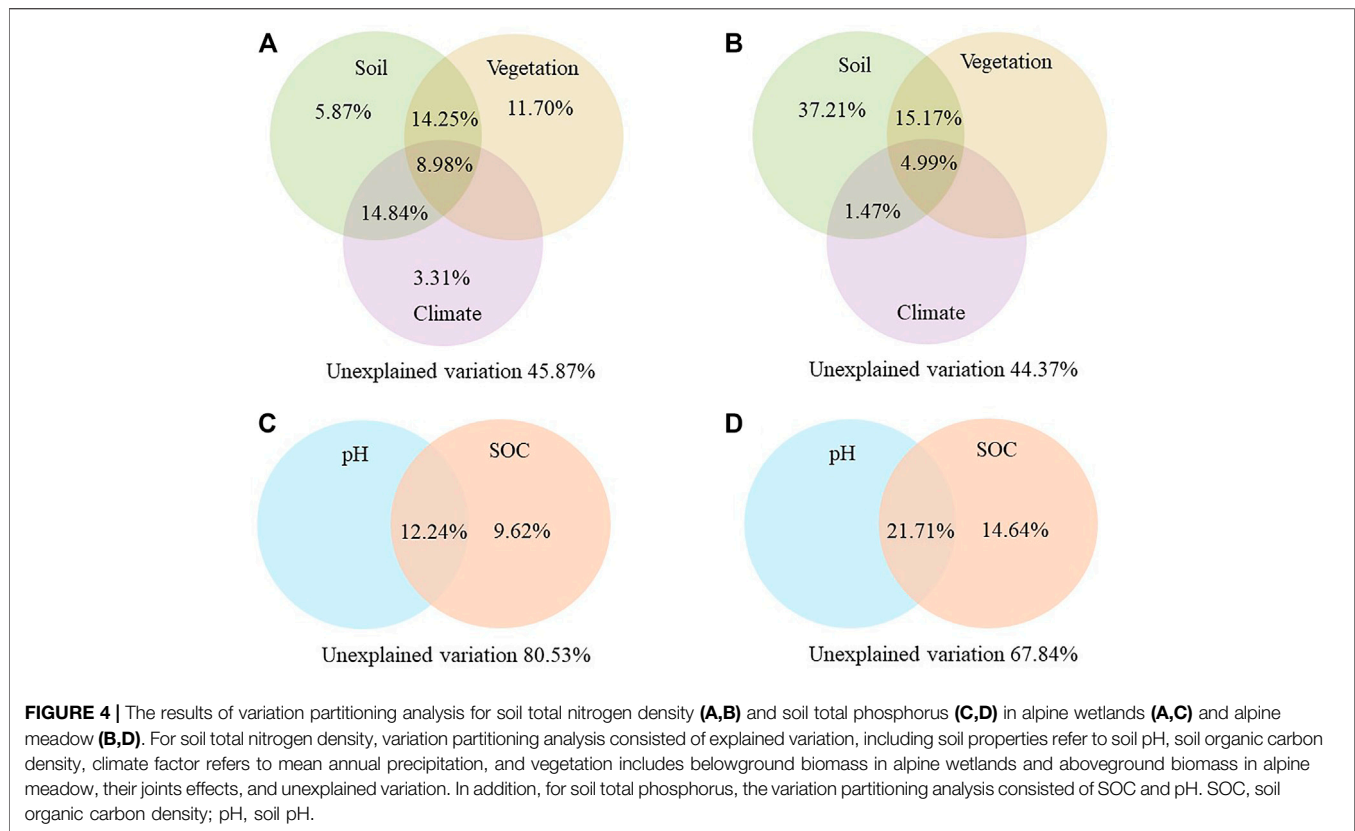 A
Soil
Vegetation
5.87%
14.25%
11.70%
8.98%
14.84%
3.31%
Climate
Unexplained variation 45.87%
B
Soil
Vegetation
37.21%
15.17%
4.99%
1.47%
Climate
Unexplained variation 44.37%
C
pH
SOC
12.24%
9.62%
Unexplained variation 80.53%
D
pH
SOC
21.71%
14.64%
Unexplained variation 67.84%
FIGURE 4 | The results of variation partitioning analysis for soil total nitrogen density (A,B) and soil total phosphorus (C,D) in alpine wetlands (A,C) and alpine
meadow (B,D). For soil total nitrogen density, variation partitioning analysis consisted of explained variation, including soil properties refer to soil pH, soil organic carbon
density, climate factor refers to mean annual precipitation, and vegetation includes belowground biomass in alpine wetlands and aboveground biomass in alpine
meadow, their joints effects, and unexplained variation. In addition, for soil total phosphorus, the variation partitioning analysis consisted of SOC and pH. SOC, soil
organic carbon density; pH, soil pH.